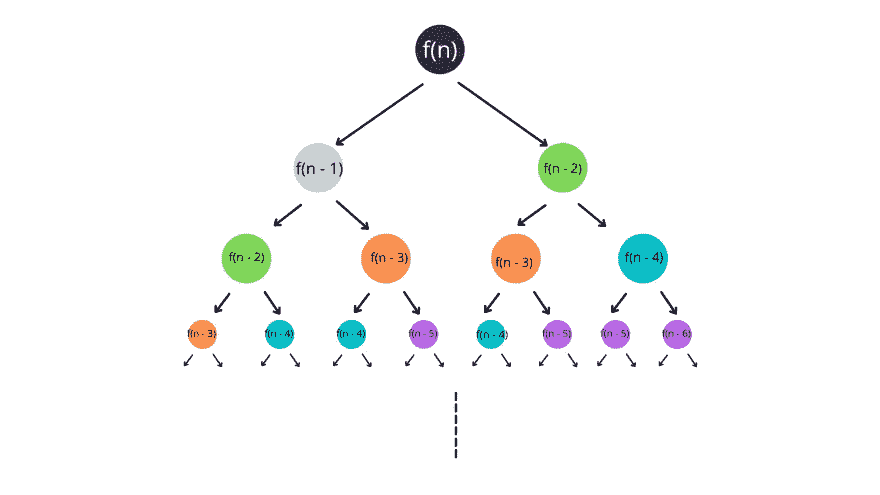 f(n)
f(n - 1)
f(n - 2)
f(n - 2)
f(n - 3)
f(n - 3)
f(n - 4)
f(n - 3)
f(n - 4)
f(n - 4)
f(n - 5)
f(n - 4)
f(n - 5)
f(n - 5)
f(n - 6)